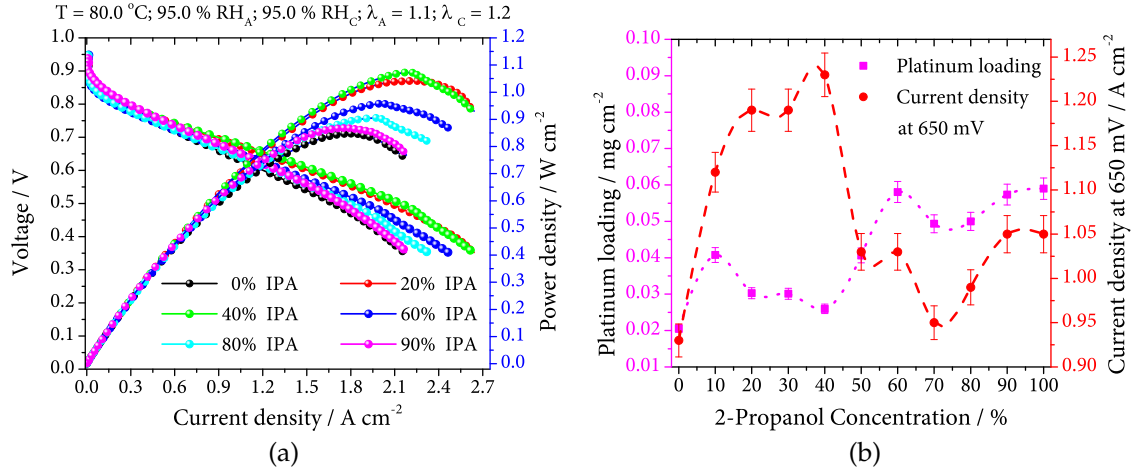 T = 80.0 °C; 95.0 % RH_A; 95.0 % RH_C; λ_A = 1.1; λ_C = 1.2
1.0
0.9
0.8
0.7
0.6
0.5
0.4
0.3
0.2
0.1
0.0
Voltage / V
1.2
1.1
1.0
0.9
0.8
0.7
0.6
0.5
0.4
0.3
0.2
0.1
0.0
Power density / W cm⁻²
0% IPA
20% IPA
40% IPA
60% IPA
80% IPA
90% IPA
0.0 0.3 0.6 0.9 1.2 1.5 1.8 2.1 2.4 2.7
Current density / A cm⁻²
(a)
0.10
0.09
0.08
0.07
0.06
0.05
0.04
0.03
0.02
0.01
Platinum loading / mg cm⁻²
Platinum loading
Current density
at 650 mV
1.25
1.20
1.15
1.10
1.05
1.00
0.95
0.90
Current density at 650 mV / A cm⁻²
0 10 20 30 40 50 60 70 80 90 100
2-Propanol Concentration / %
(b)